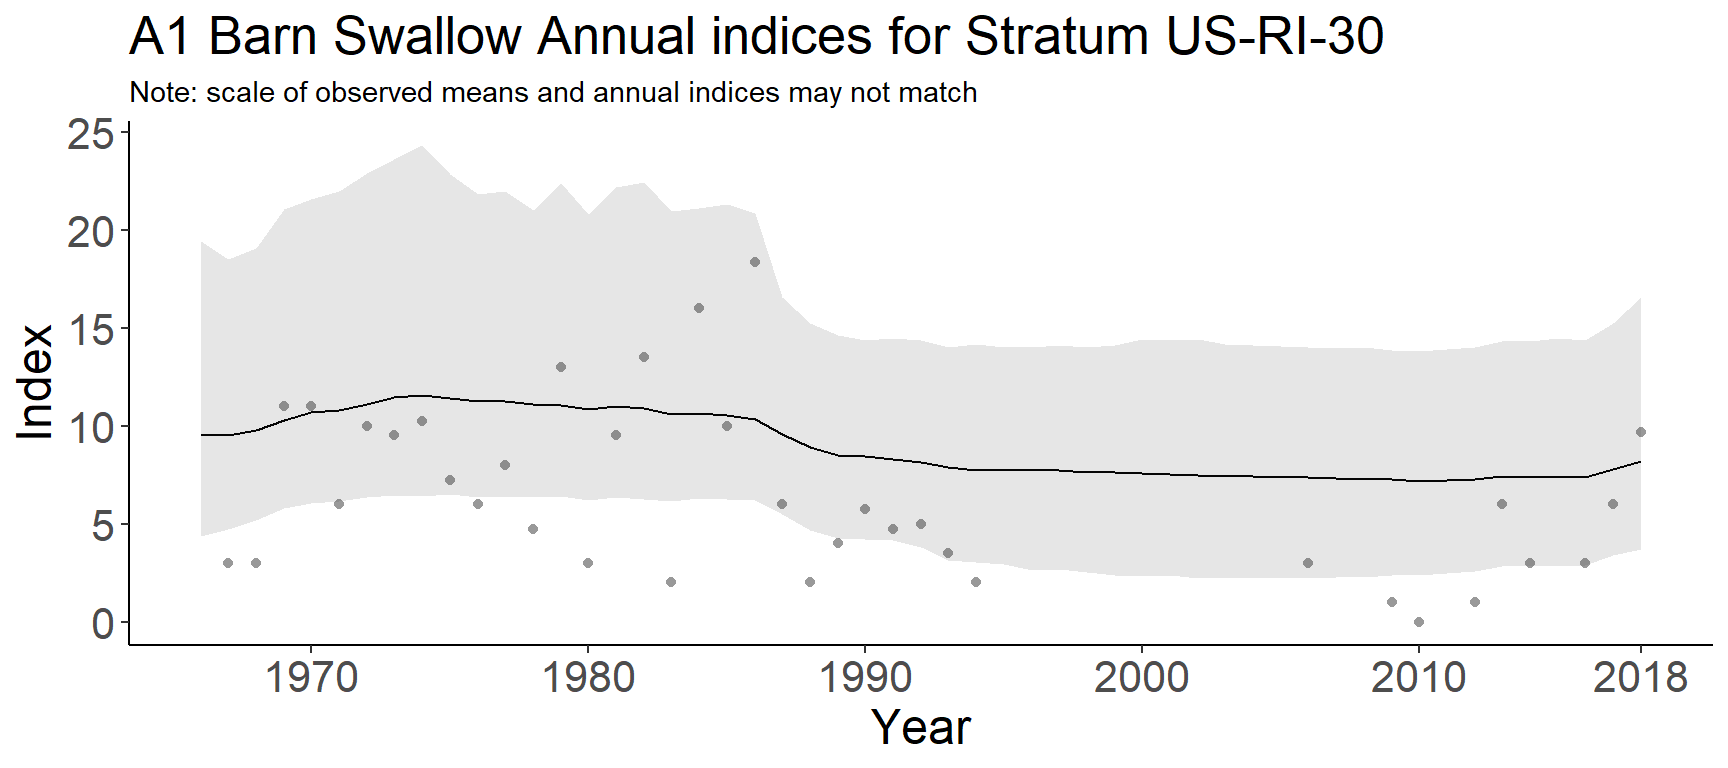 A1 Barn Swallow Annual indices for Stratum US-RI-30
Note: scale of observed means and annual indices may not match
25
20
15
10
5
0
Index
1970 1980 1990 2000 2010 2018
Year